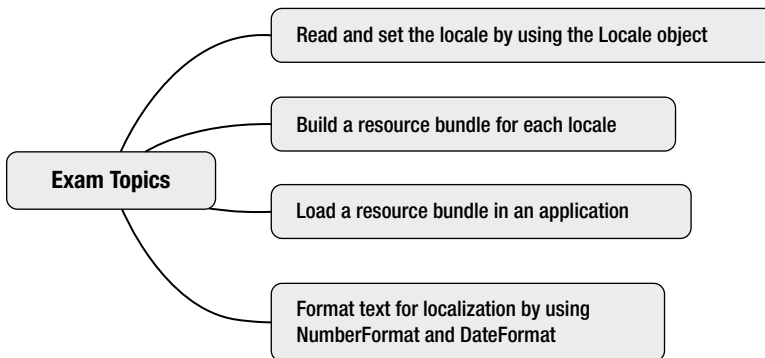 Exam Topics
Read and set the locale by using the Locale object
Build a resource bundle for each locale
Load a resource bundle in an application
Format text for localization by using
NumberFormat and DateFormat